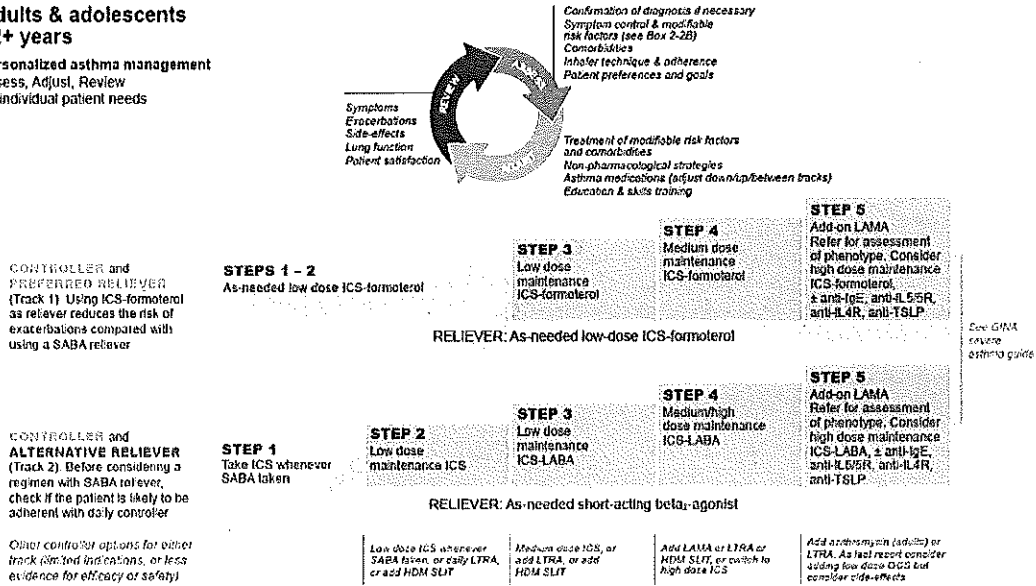 dults & adolescents
+ years
rsonalized asthma management
sess, Adjust, Review
individual patient needs
Confirmation of diagnosis if necessary
Symptom control & modifiable
risk factors (see Box 2-2B)
Comorbidities
Inhaler technique & adherence
Patient preferences and goals
REVIEW
Symptoms
Exacerbations
Side-effects
Lung function
Patient satisfaction
Treatment of modifiable risk factors
and comorbidities
Non-pharmacological strategies
Asthma medications (adjust down/up/between tracks)
Education & skills training
CONTROLLER and
PREFERRED RELIEVER
(Track 1). Using ICS-formoterol
as reliever reduces the risk of
exacerbations compared with
using a SABA reliever
STEPS 1 – 2
As-needed low dose ICS-formoterol
STEP 3
Low dose
maintenance
ICS-formoterol
STEP 4
Medium dose
maintenance
ICS-formoterol
STEP 5
Add-on LAMA
Refer for assessment
of phenotype. Consider
high dose maintenance
ICS-formoterol,
± anti-IgE, anti-IL5/5R,
anti-IL4R, anti-TSLP
RELIEVER: As-needed low-dose ICS-formoterol
See GINA
severe
asthma guide
CONTROLLER and
ALTERNATIVE RELIEVER
(Track 2). Before considering a
regimen with SABA reliever,
check if the patient is likely to be
adherent with daily controller
STEP 1
Take ICS whenever
SABA taken
STEP 2
Low dose
maintenance ICS
STEP 3
Low dose
maintenance
ICS-LABA
STEP 4
Medium/high
dose maintenance
ICS-LABA
STEP 5
Add-on LAMA
Refer for assessment
of phenotype. Consider
high dose maintenance
ICS-LABA, ± anti-IgE,
anti-IL5/5R, anti-IL4R,
anti-TSLP
RELIEVER: As-needed short-acting beta₂-agonist
Other controller options for either
track (limited indications, or less
evidence for efficacy or safety)
Low dose ICS whenever
SABA taken, or daily LTRA,
or add HDM SLIT
Medium dose ICS, or
add LTRA, or add
HDM SLIT
Add LAMA or LTRA or
HDM SLIT, or switch to
high dose ICS
Add azithromycin (adults) or
LTRA. As last resort consider
adding low dose OCS but
consider side-effects